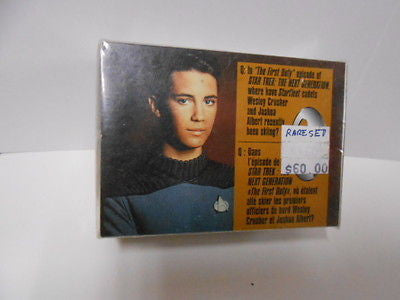 Q: In "The First Duty" episode of
STAR TREK: THE NEXT GENERATION,
where have Starfleet cadets
Wesley Crusher
and Joshua
Albert recently
been skiing?
RARE SET
$60.00
Q : Dans
l'épisode de
STAR TREK :
NEXT GENERATION
«The First Duty», où étaient
allé skier les premiers
officiers de bord Wesley
Crusher et Joshua Albert?